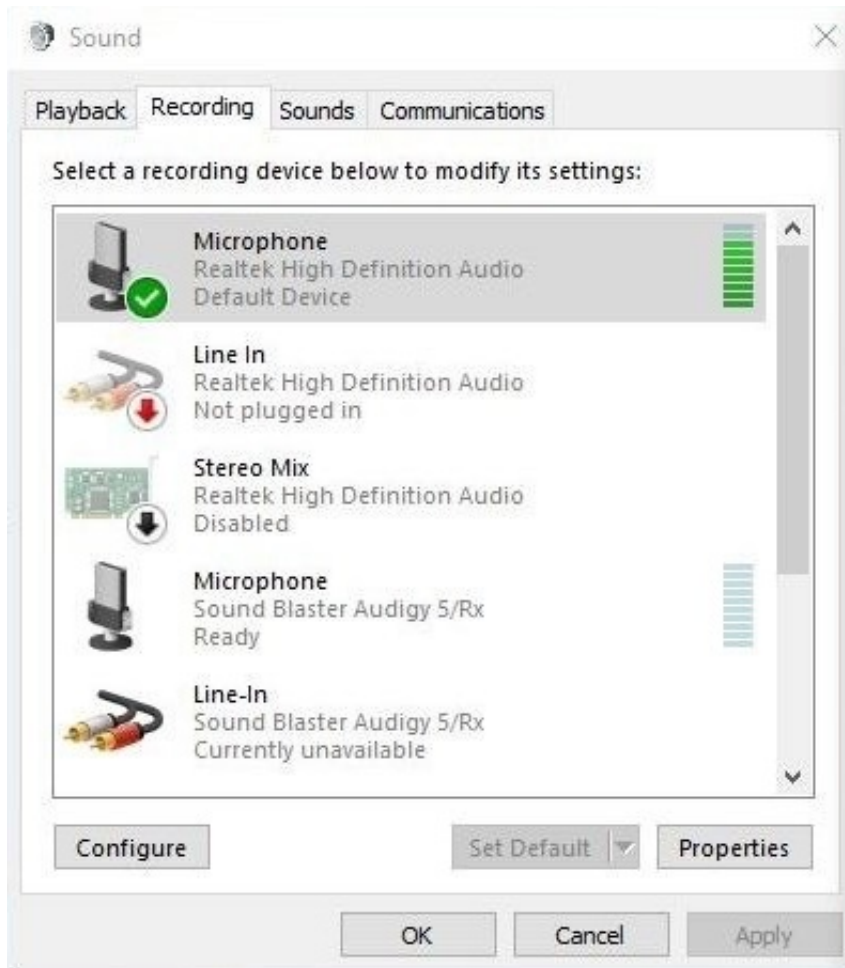 Sound
Playback Recording Sounds Communications
Select a recording device below to modify its settings:
Microphone
Realtek High Definition Audio
Default Device
Line In
Realtek High Definition Audio
Not plugged in
Stereo Mix
Realtek High Definition Audio
Disabled
Microphone
Sound Blaster Audigy 5/Rx
Ready
Line-In
Sound Blaster Audigy 5/Rx
Currently unavailable
Configure Set Default Properties
OK Cancel Apply